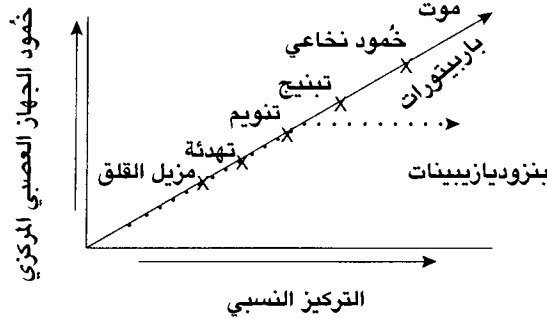 موت
خُمود نخاعي
باربيتورات
تبنيج
تنويم
تهدئة
مزيل القلق
بنزوديازيبينات
خُمود الجهاز العصبي المركزي
التركيز النسبي